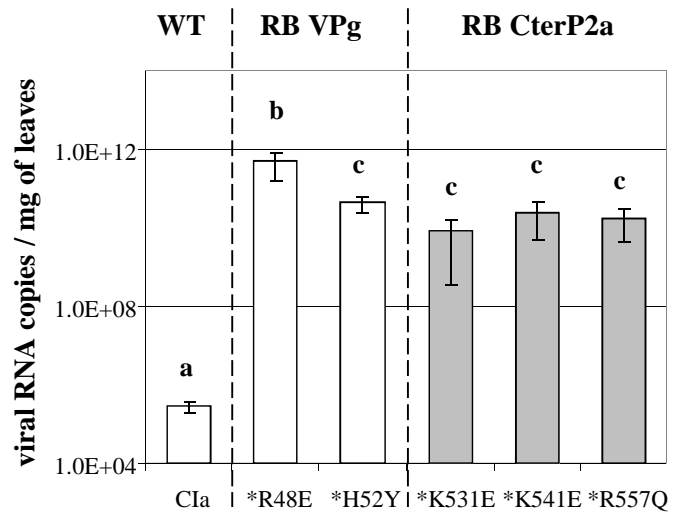 WT RB VPg RB CterP2a
viral RNA copies / mg of leaves
1.0E+12
1.0E+08
1.0E+04
a
b
c
c
c
c
CIa *R48E *H52Y *K531E *K541E *R557Q